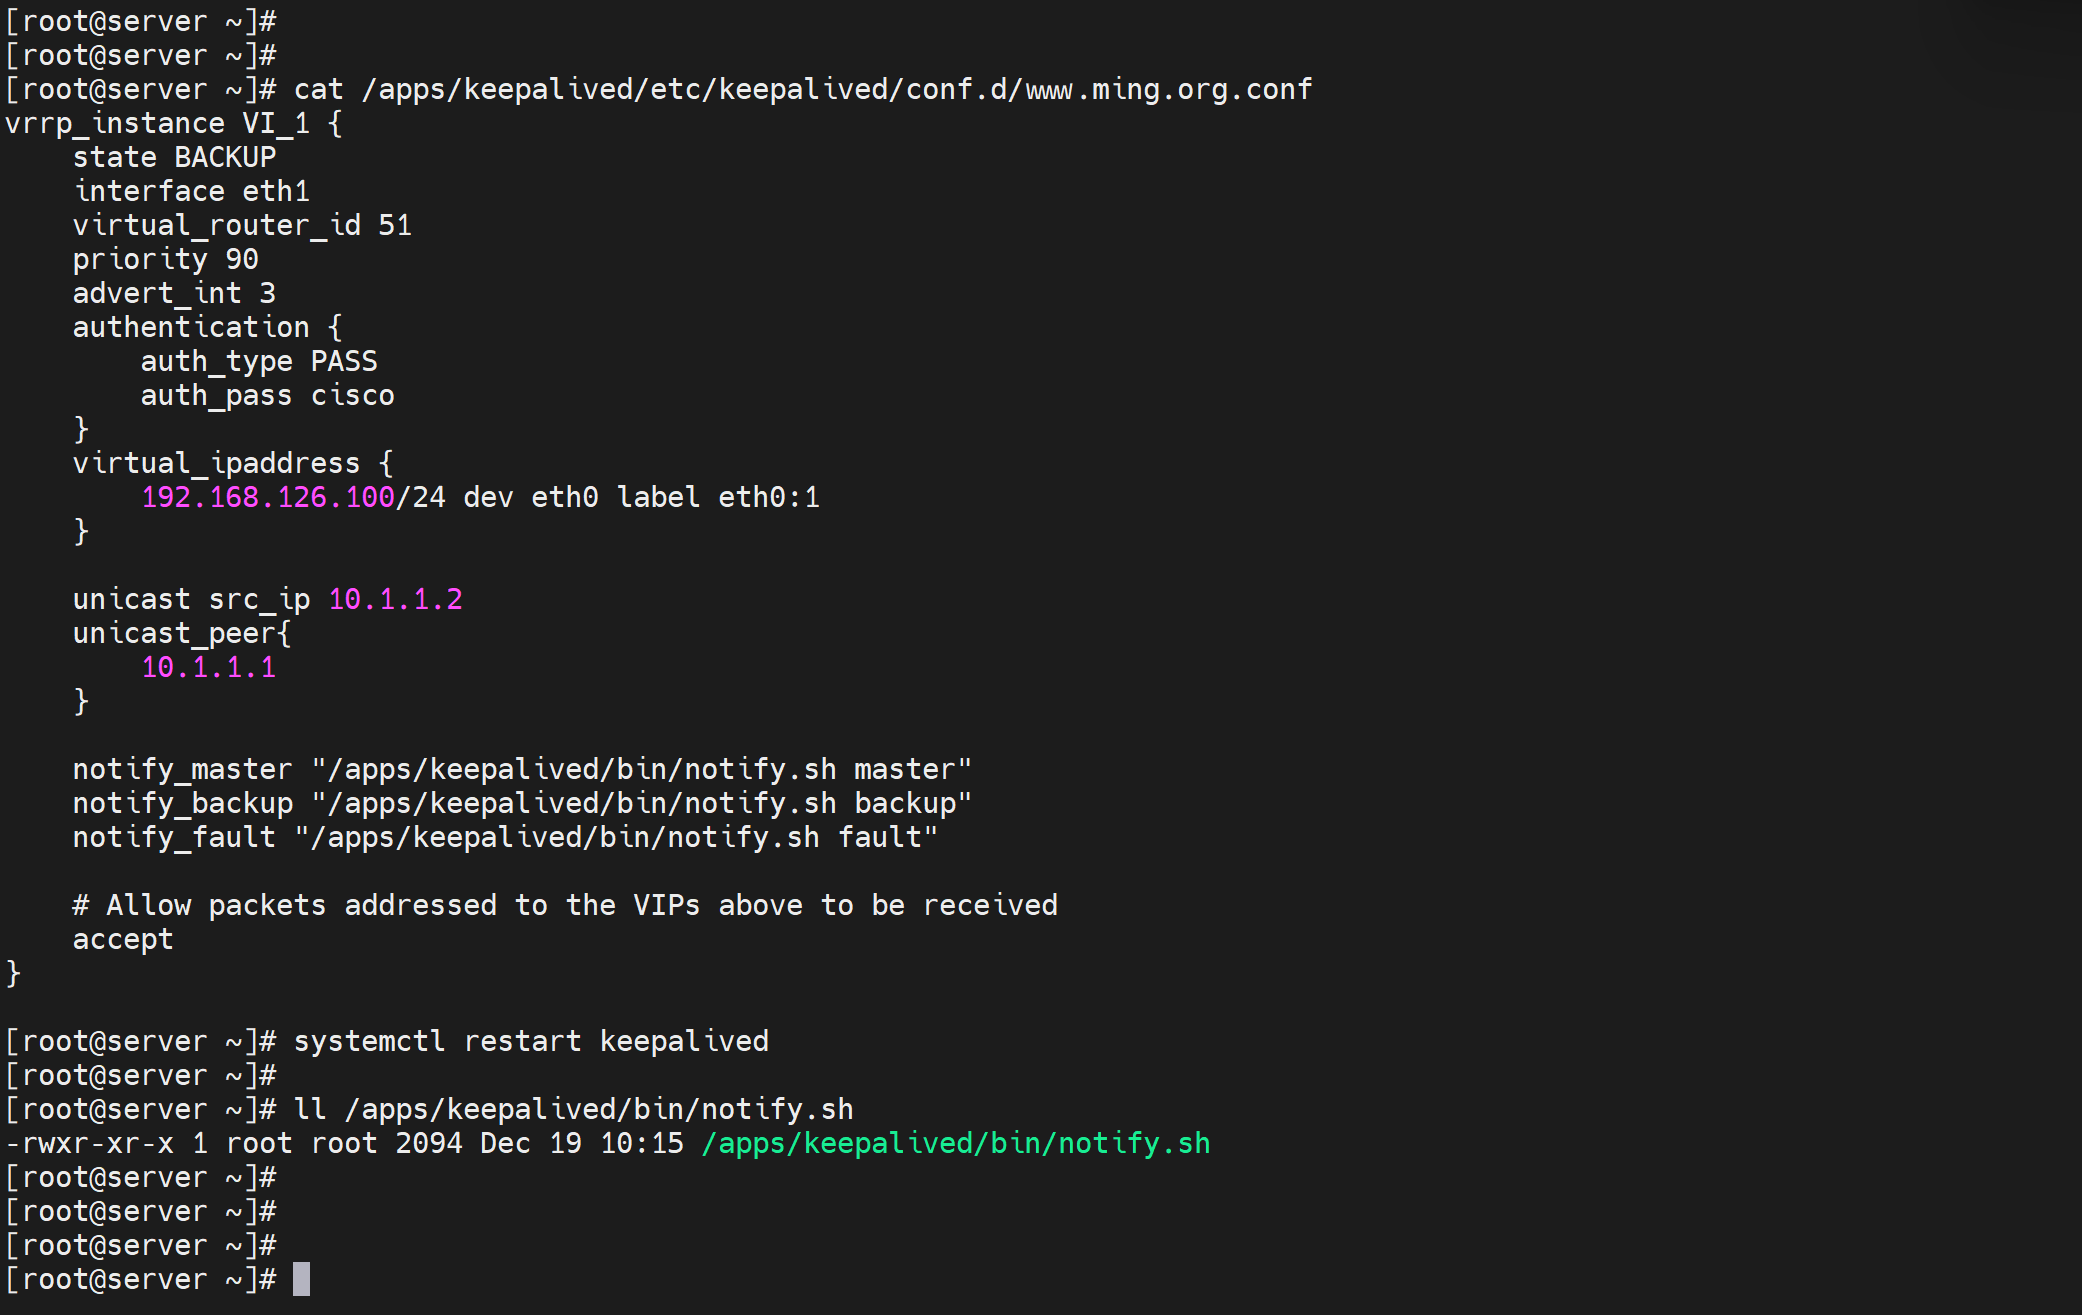 [root@server ~]#
[root@server ~]#
[root@server ~]# cat /apps/keepalived/etc/keepalived/conf.d/www.ming.org.conf
vrrp_instance VI_1 {
    state BACKUP
    interface eth1
    virtual_router_id 51
    priority 90
    advert_int 3
    authentication {
        auth_type PASS
        auth_pass cisco
    }
    virtual_ipaddress {
        192.168.126.100/24 dev eth0 label eth0:1
    }

    unicast src_ip 10.1.1.2
    unicast_peer{
        10.1.1.1
    }

    notify_master "/apps/keepalived/bin/notify.sh master"
    notify_backup "/apps/keepalived/bin/notify.sh backup"
    notify_fault "/apps/keepalived/bin/notify.sh fault"

    # Allow packets addressed to the VIPs above to be received
    accept
}

[root@server ~]# systemctl restart keepalived
[root@server ~]#
[root@server ~]# ll /apps/keepalived/bin/notify.sh
-rwxr-xr-x 1 root root 2094 Dec 19 10:15 /apps/keepalived/bin/notify.sh
[root@server ~]#
[root@server ~]#
[root@server ~]#
[root@server ~]#